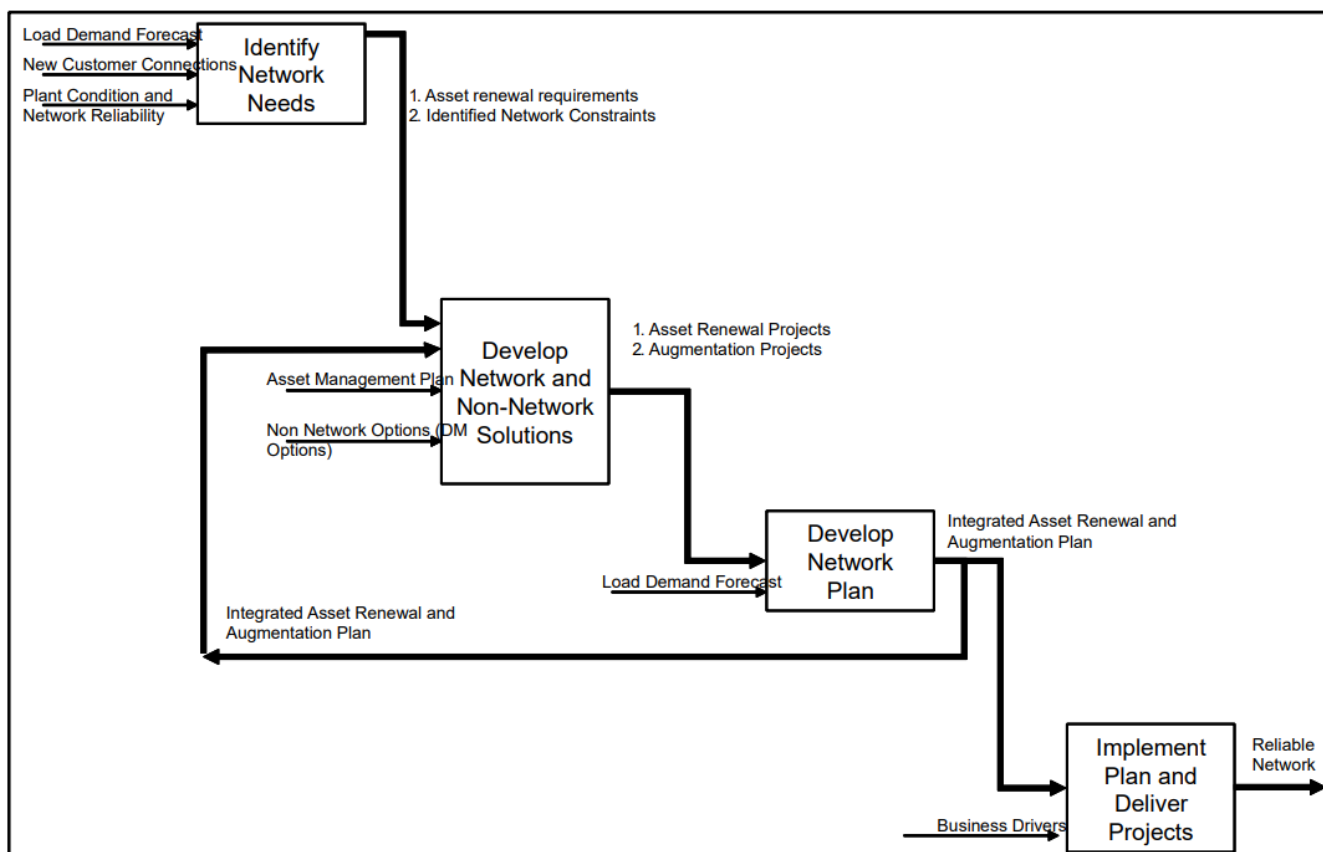 Load Demand Forecast
New Customer Connections
Plant Condition and
Network Reliability
Identify
Network
Needs
1. Asset renewal requirements
2. Identified Network Constraints
Asset Management Plan
Non Network Options (DM
Options)
Develop
Network and
Non-Network
Solutions
1. Asset Renewal Projects
2. Augmentation Projects
Load Demand Forecast
Develop
Network
Plan
Integrated Asset Renewal and
Augmentation Plan
Integrated Asset Renewal and
Augmentation Plan
Business Drivers
Implement
Plan and
Deliver
Projects
Reliable
Network